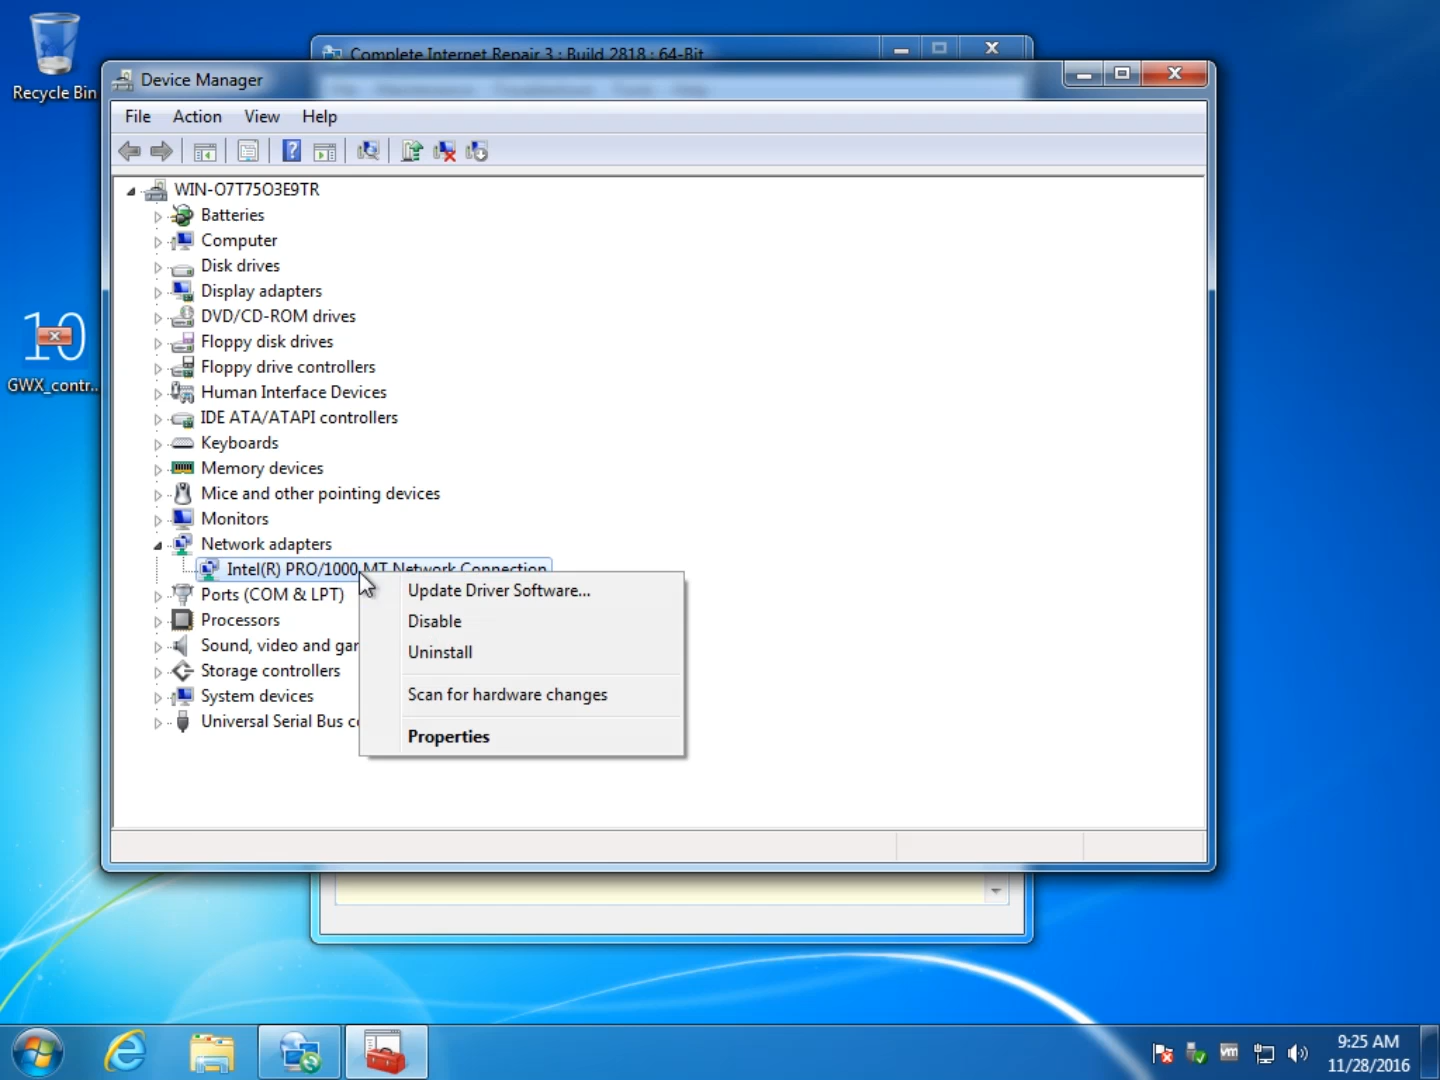 Recycle Bin
Complete Internet Repair 3 : Build 2818 : 64-Bit
Device Manager
File Action View Help
WIN-O7T75O3E9TR
Batteries
Computer
Disk drives
Display adapters
DVD/CD-ROM drives
Floppy disk drives
Floppy drive controllers
10
GWX_contr...
Human Interface Devices
IDE ATA/ATAPI controllers
Keyboards
Memory devices
Mice and other pointing devices
Monitors
Network adapters
Intel(R) PRO/1000 MT Network Connection
Ports (COM & LPT)
Processors
Sound, video and gar
Storage controllers
System devices
Universal Serial Bus c
Update Driver Software...
Disable
Uninstall
Scan for hardware changes
Properties
vm
9:25 AM
11/28/2016